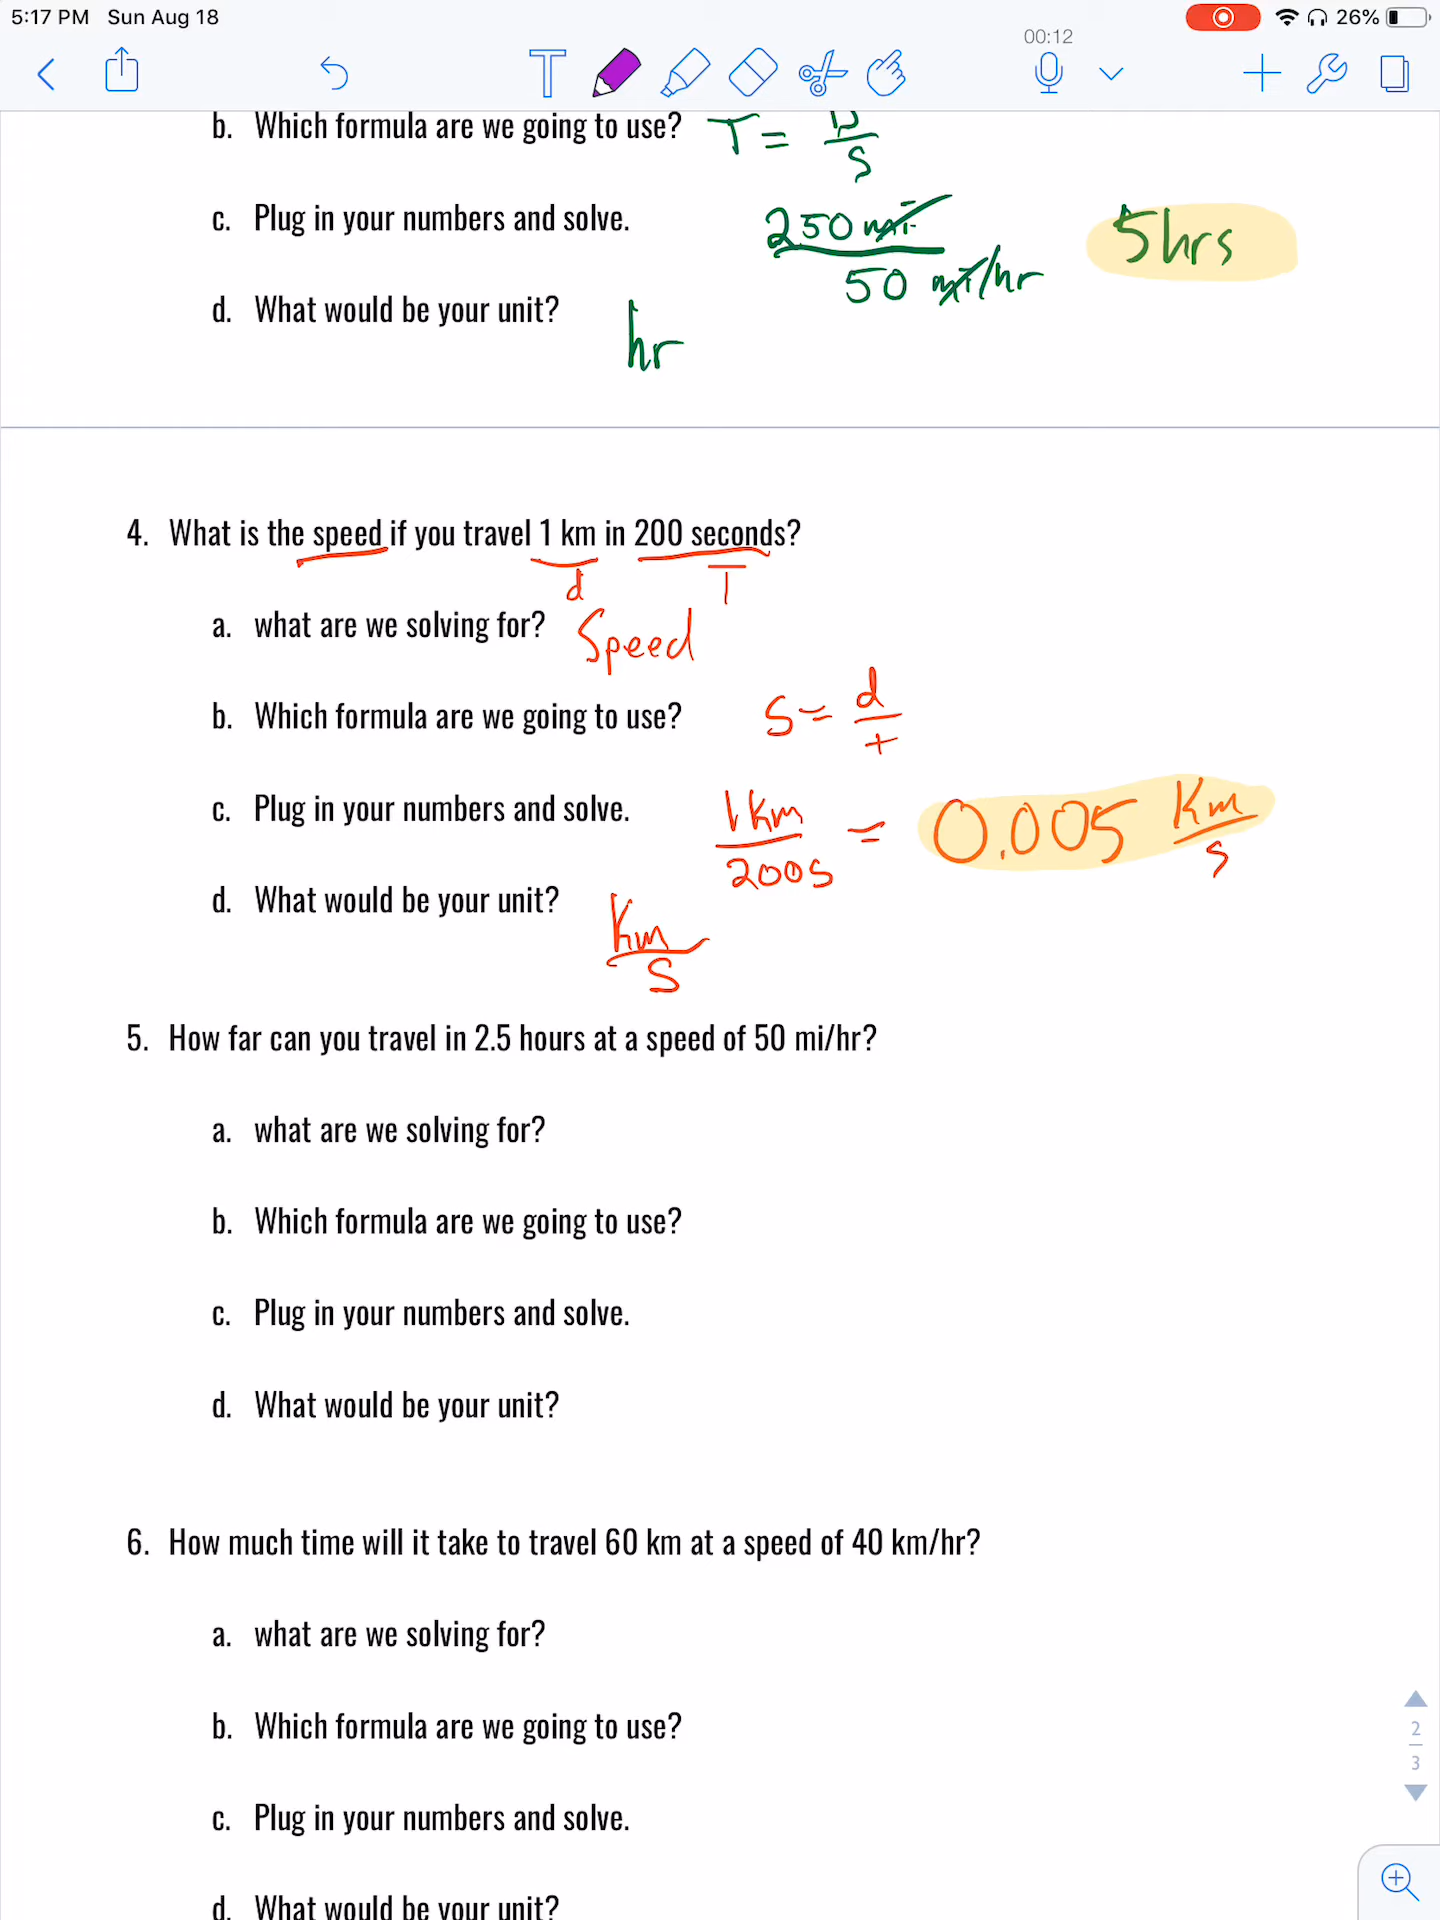 5:17 PM Sun Aug 18 26%
00:12
b. Which formula are we going to use? T = D/S
c. Plug in your numbers and solve. 250 mi / 50 mi/hr 5hrs
d. What would be your unit? hr
4. What is the speed if you travel 1 km in 200 seconds?
d T
a. what are we solving for? Speed
b. Which formula are we going to use? S = d/t
c. Plug in your numbers and solve. 1 Km / 200 S = 0.005 Km/s
d. What would be your unit? Km/S
5. How far can you travel in 2.5 hours at a speed of 50 mi/hr?
a. what are we solving for?
b. Which formula are we going to use?
c. Plug in your numbers and solve.
d. What would be your unit?
6. How much time will it take to travel 60 km at a speed of 40 km/hr?
a. what are we solving for?
b. Which formula are we going to use?
c. Plug in your numbers and solve.
2
3
d. What would be your unit?